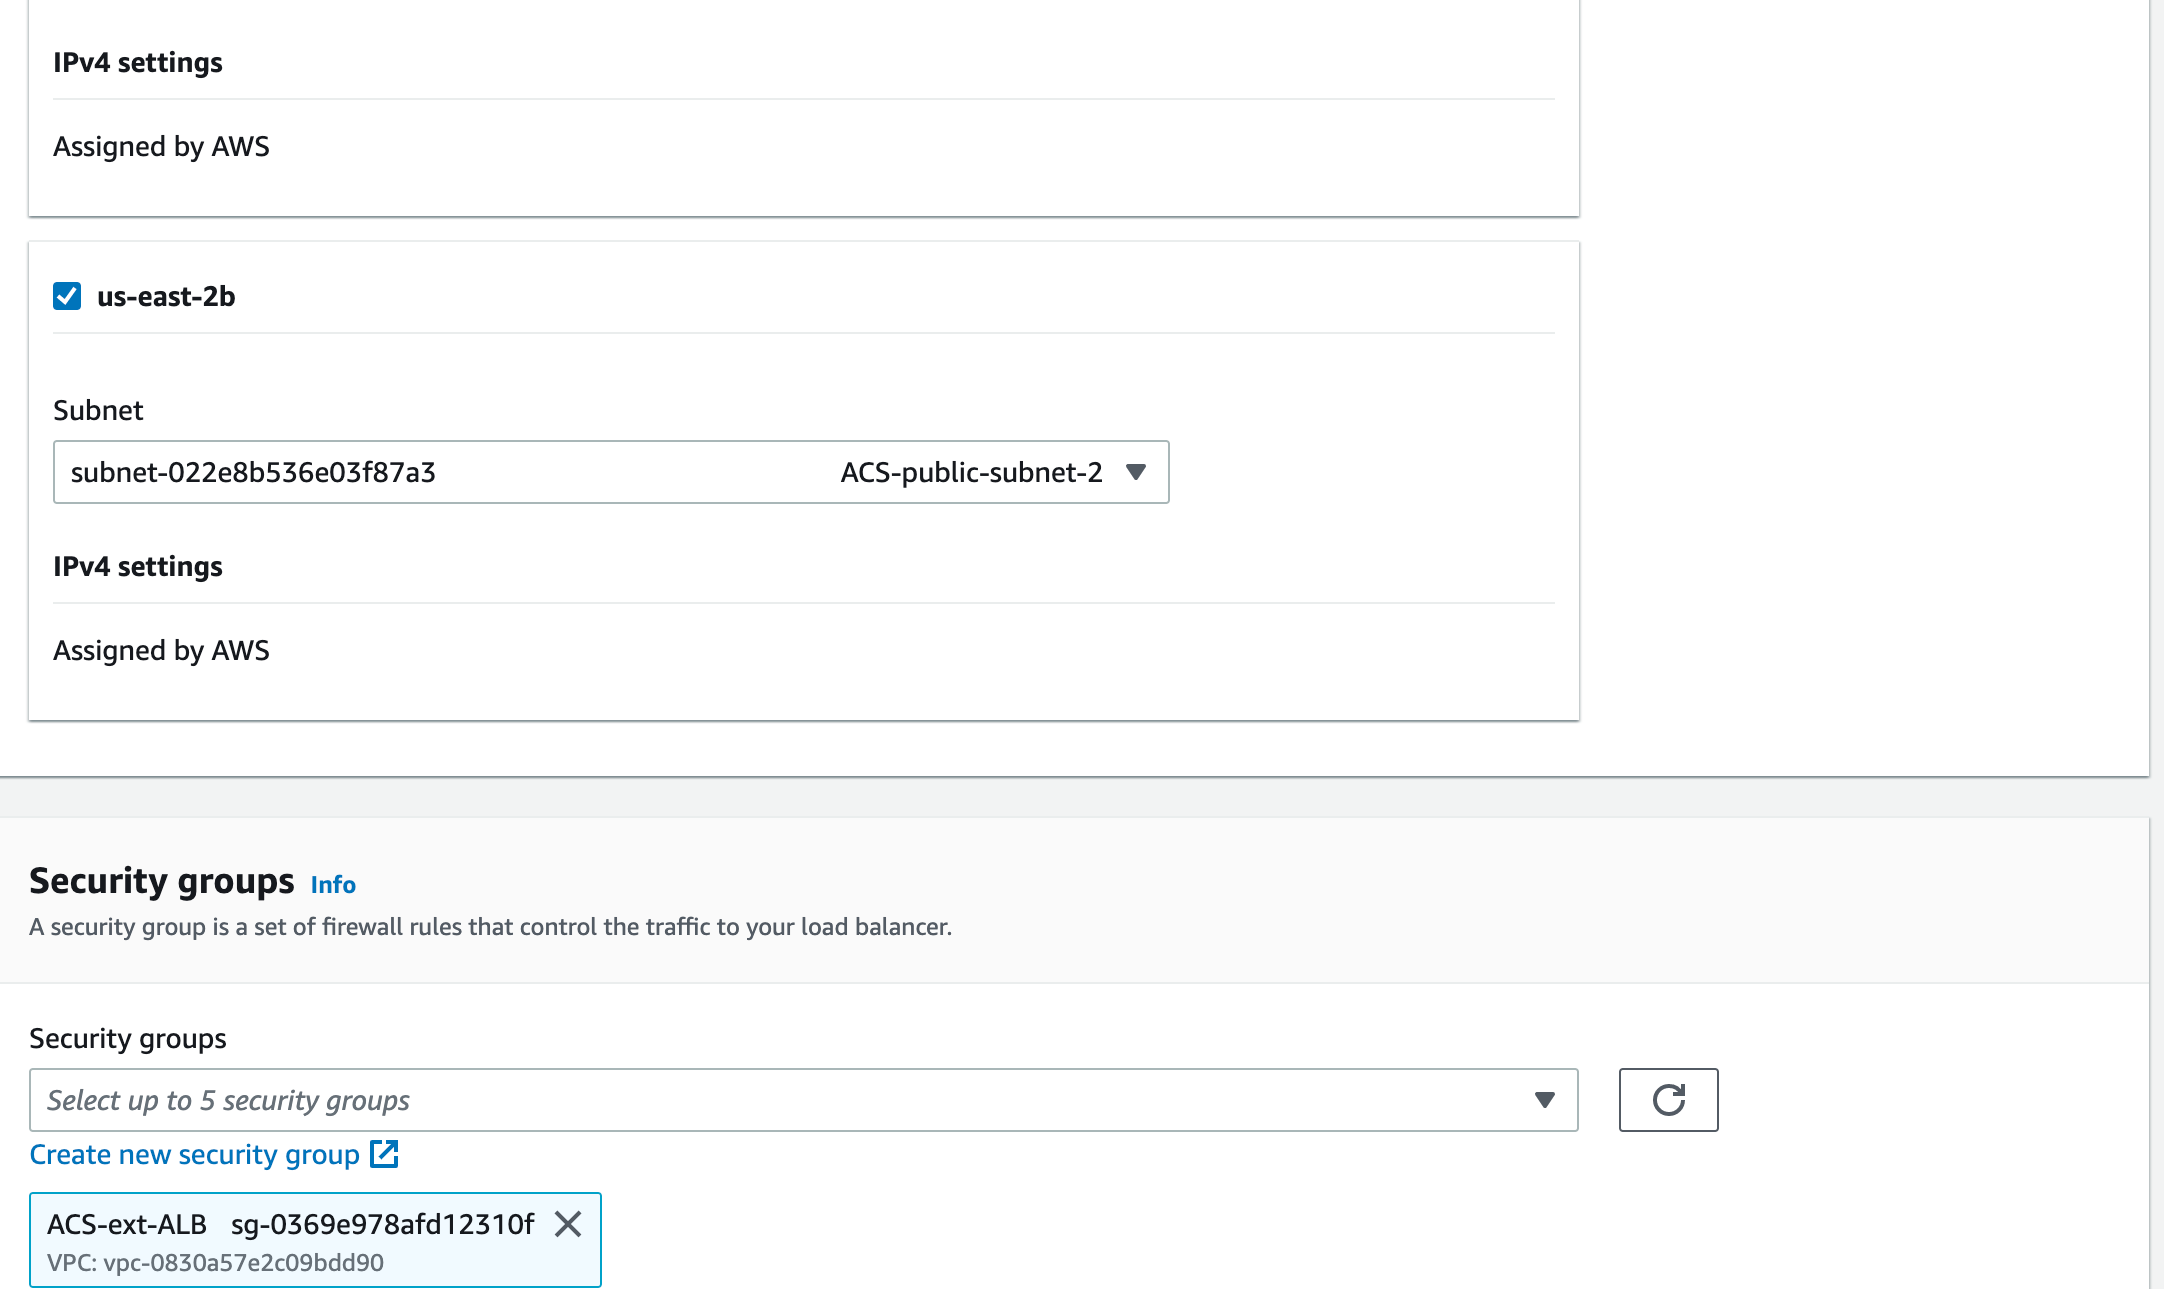 IPv4 settings
Assigned by AWS
us-east-2b
Subnet
subnet-022e8b536e03f87a3 ACS-public-subnet-2
IPv4 settings
Assigned by AWS
Security groups Info
A security group is a set of firewall rules that control the traffic to your load balancer.
Security groups
Select up to 5 security groups
Create new security group
ACS-ext-ALB sg-0369e978afd12310f
VPC: vpc-0830a57e2c09bdd90